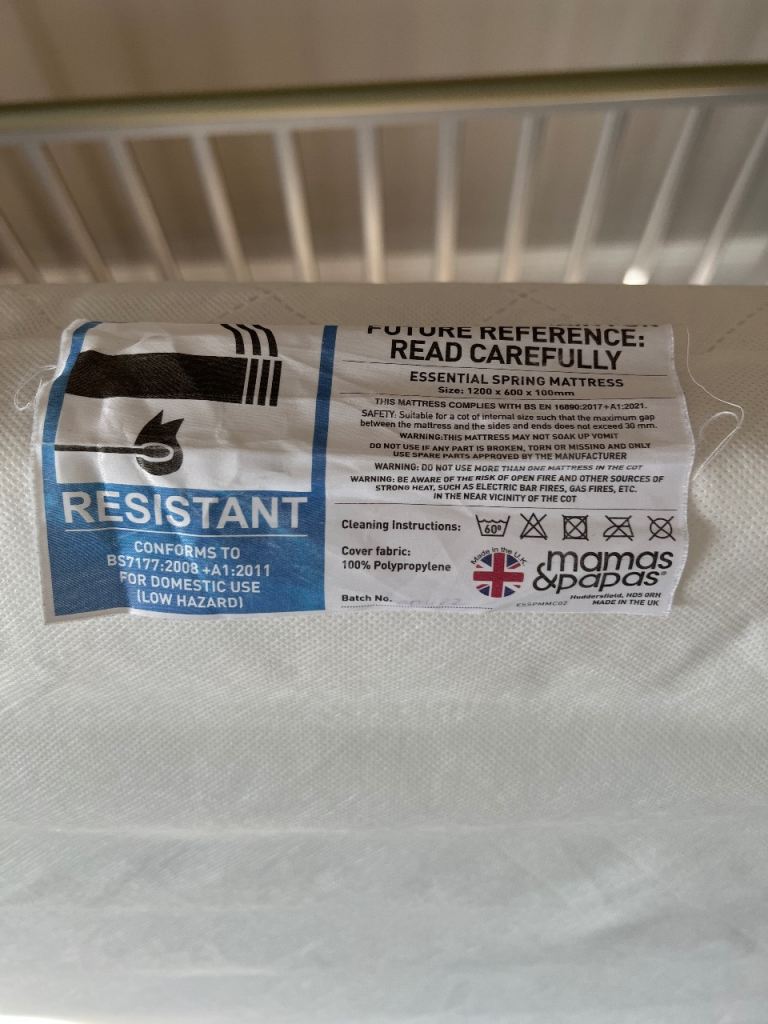 RESISTANT
CONFORMS TO
BS7177:2008 +A1:2011
FOR DOMESTIC USE
(LOW HAZARD)
FUTURE REFERENCE:
READ CAREFULLY
ESSENTIAL SPRING MATTRESS
Size: 1200 x 600 x 100mm
THIS MATTRESS COMPLIES WITH BS EN 16890:2017+A1:2021.
SAFETY: Suitable for a cot of internal size such that the maximum gap
between the mattress and the sides and ends does not exceed 30 mm.
WARNING:THIS MATTRESS MAY NOT SOAK UP VOMIT
DO NOT USE IF ANY PART IS BROKEN, TORN OR MISSING AND ONLY
USE SPARE PARTS APPROVED BY THE MANUFACTURER
WARNING: DO NOT USE MORE THAN ONE MATTRESS IN THE COT
WARNING: BE AWARE OF THE RISK OF OPEN FIRE AND OTHER SOURCES OF
STRONG HEAT, SUCH AS ELECTRIC BAR FIRES, GAS FIRES, ETC.
IN THE NEAR VICINITY OF THE COT
Cleaning Instructions: 60°
Cover fabric:
100% Polypropylene
Made in the U.K.
mamas
&papas®
Huddersfield, HD5 0RH
MADE IN THE UK
Batch No.
ESSPMMC02